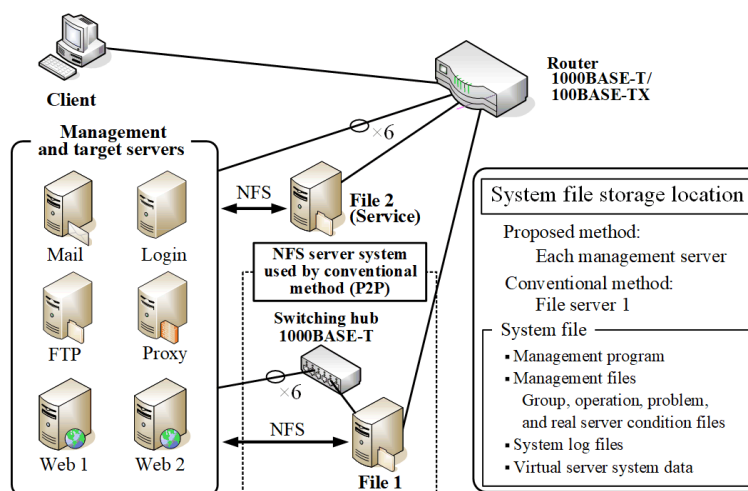 Client
Router
1000BASE-T/
100BASE-TX
×6
Management
and target servers
Mail
Login
FTP
Proxy
Web 1
Web 2
NFS
File 2
(Service)
NFS server system
used by conventional
method (P2P)
Switching hub
1000BASE-T
×6
NFS
File 1
System file storage location
Proposed method:
Each management server
Conventional method:
File server 1
System file
▪ Management program
▪ Management files
Group, operation, problem,
and real server condition files
▪ System log files
▪ Virtual server system data